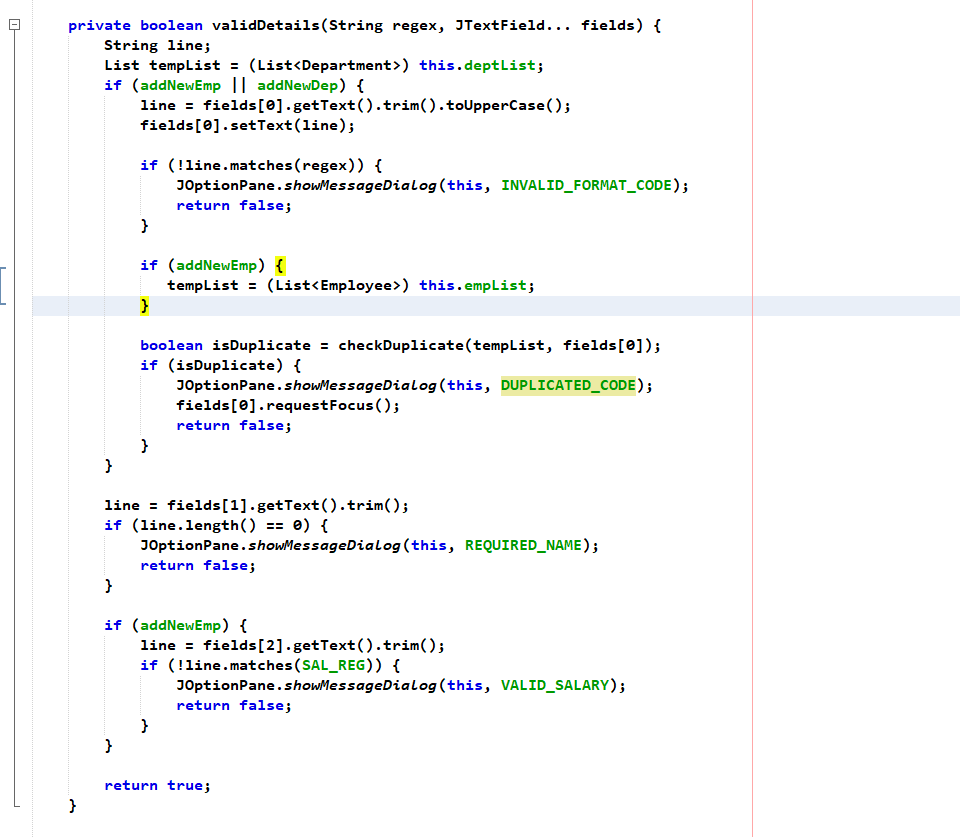 private boolean validDetails(String regex, JTextField... fields) {
String line;
List tempList = (List<Department>) this.deptList;
if (addNewEmp || addNewDep) {
line = fields[0].getText().trim().toUpperCase();
fields[0].setText(line);
if (!line.matches(regex)) {
JOptionPane.showMessageDialog(this, INVALID_FORMAT_CODE);
return false;
}
if (addNewEmp) {
tempList = (List<Employee>) this.empList;
}
boolean isDuplicate = checkDuplicate(tempList, fields[0]);
if (isDuplicate) {
JOptionPane.showMessageDialog(this, DUPLICATED_CODE);
fields[0].requestFocus();
return false;
}
}
line = fields[1].getText().trim();
if (line.length() == 0) {
JOptionPane.showMessageDialog(this, REQUIRED_NAME);
return false;
}
if (addNewEmp) {
line = fields[2].getText().trim();
if (!line.matches(SAL_REG)) {
JOptionPane.showMessageDialog(this, VALID_SALARY);
return false;
}
}
return true;
}